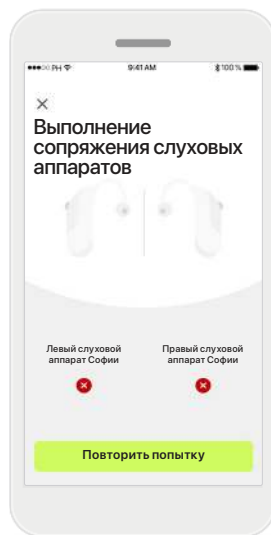 PH
9:41 AM
100 %
Выполнение
сопряжения слуховых
аппаратов
Левый слуховой
аппарат Софии
Правый слуховой
аппарат Софии
Повторить попытку